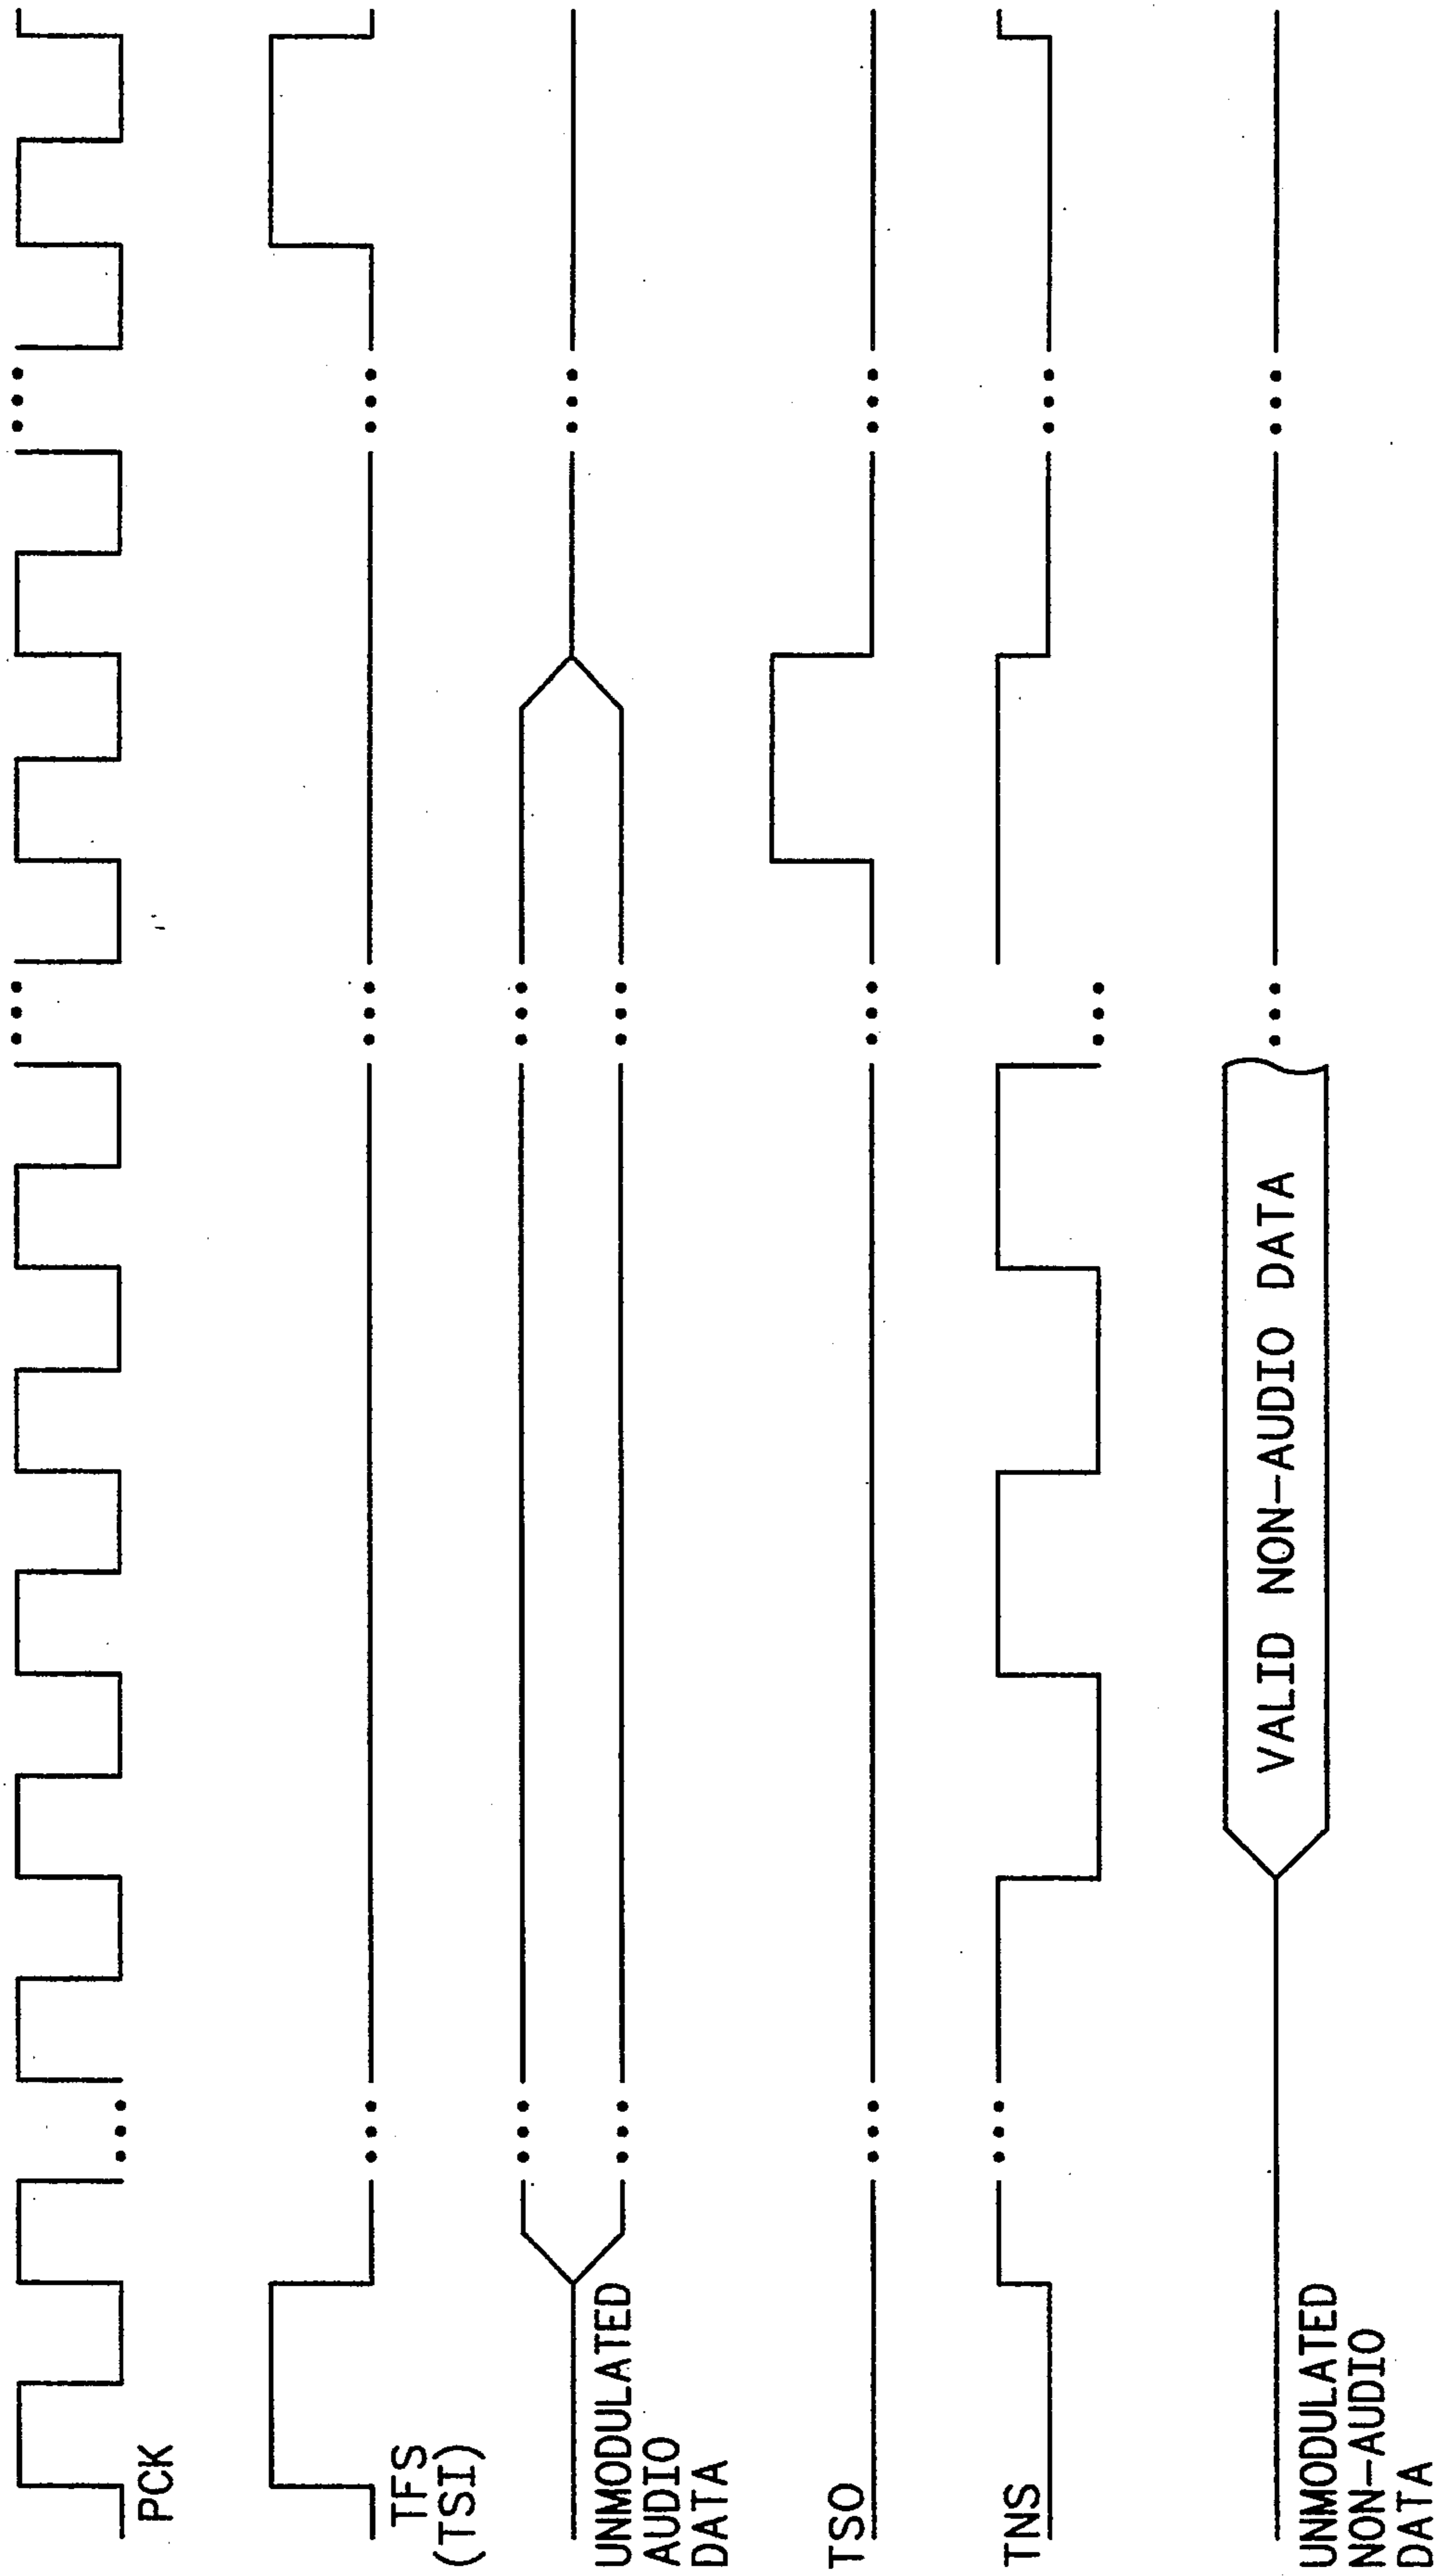 PCK
TFS
(TSI)
UNMODULATED
AUDIO
DATA
TSO
TNS
VALID NON-AUDIO DATA
UNMODULATED
NON-AUDIO
DATA